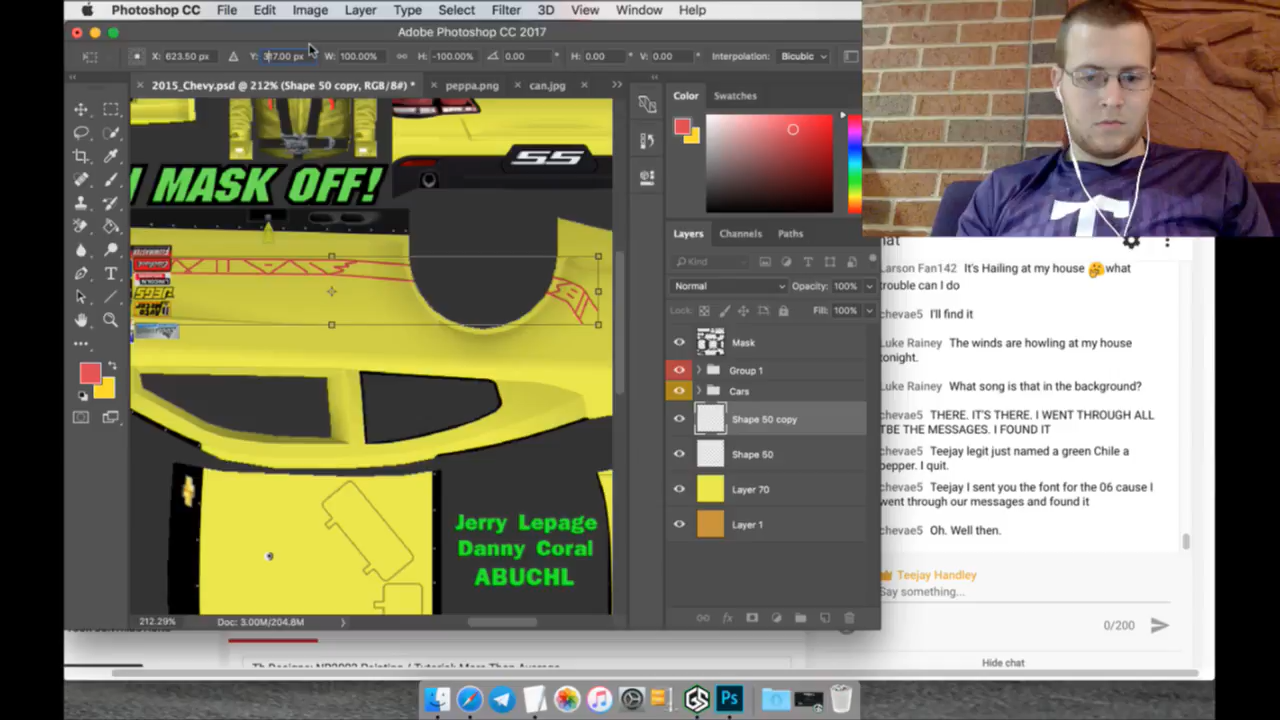 Photoshop CC File Edit Image Layer Type Select Filter 3D View Window Help
Adobe Photoshop CC 2017
X: 623.50 px Y: 317.00 px W: 100.00% H: -100.00% 0.00 ° H: 0.00 ° V: 0.00 ° Bicubic
2015_Chevy.psd @ 212% (Shape 50 copy, RGB/8#) * peppa.png can.jpg
Color Swatches
SS
MASK OFF!
T
Layers Channels Paths
Kind
chat
Larson Fan142 It's Hailing at my house what
trouble can I do
Normal Opacity: 100%
Lock: Fill: 100%
chevae5 I'll find it
JEGS
Mask
Luke Rainey The winds are howling at my house
tonight.
Group 1
Cars
Luke Rainey What song is that in the background?
Shape 50 copy
chevae5 THERE. IT'S THERE. I WENT THROUGH ALL
TBE THE MESSAGES. I FOUND IT
Shape 50
chevae5 Teejay legit just named a green Chile a
pepper. I quit.
Layer 70
chevae5 Teejay I sent you the font for the 06 cause I
went through our messages and found it
Layer 1
chevae5 Oh. Well then.
Jerry Lepage
Danny Coral
ABUCHL
Teejay Handley
Say something...
212.29% Doc: 3.00M/204.8M
0/200
Hide chat
Ps